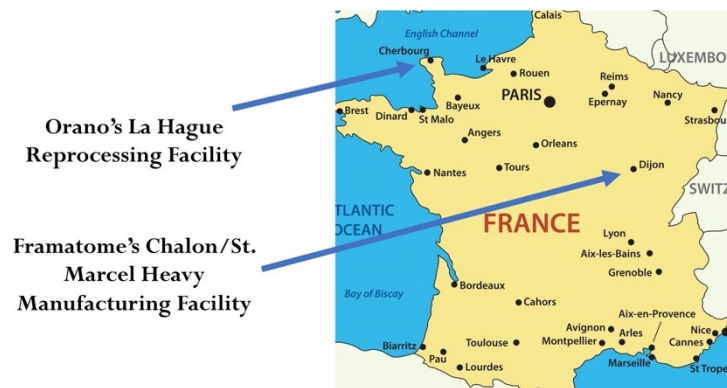 Orano's La Hague
Reprocessing Facility
Framatome's Chalon/St.
Marcel Heavy
Manufacturing Facility
Calais
English Channel
Cherbourg
Le Havre
Rouen
LUXEMBO
Reims
Epernay
Nancy
PARIS
Bayeux
Strasbou
Brest
Dinard
St Malo
Angers
Orleans
Tours
Nantes
Dijon
SWITZ
ATLANTIC
OCEAN
FRANCE
Lyon
Aix-les-Bains
Grenoble
Bay of Biscay
Bordeaux
Cahors
Aix-en-Provence
Avignon
Arles
Nice
Biarritz
Toulouse
Montpellier
Cannes
Pau
Marseille
Lourdes
St Trope